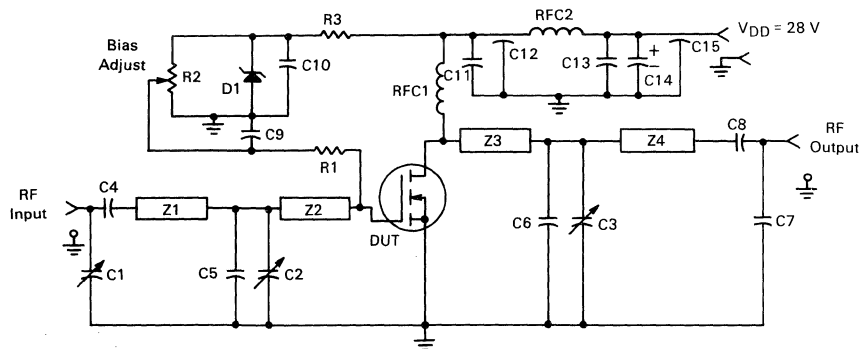 R3
RFC2
VDD = 28 V
Bias
Adjust
R2
D1
C10
C11
C12
C13
+
−
C14
C15
RFC1
C9
R1
Z3
Z4
C8
RF
Output
RF
Input
C4
Z1
Z2
DUT
C6
C3
C7
C1
C5
C2